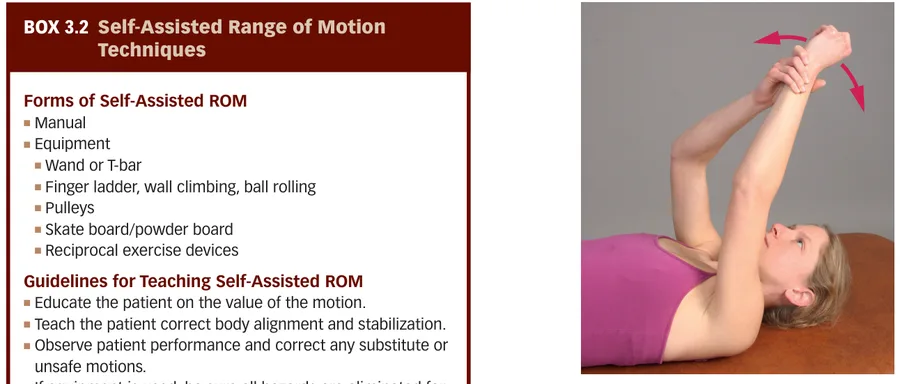 BOX 3.2 Self-Assisted Range of Motion
Techniques
Forms of Self-Assisted ROM
■ Manual
■ Equipment
■ Wand or T-bar
■ Finger ladder, wall climbing, ball rolling
■ Pulleys
■ Skate board/powder board
■ Reciprocal exercise devices
Guidelines for Teaching Self-Assisted ROM
■ Educate the patient on the value of the motion.
■ Teach the patient correct body alignment and stabilization.
■ Observe patient performance and correct any substitute or
unsafe motions.